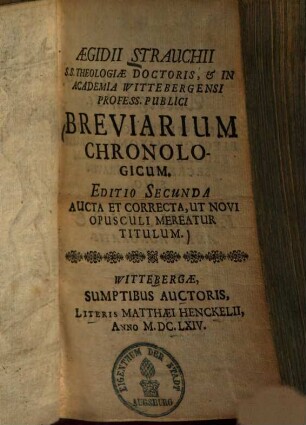 ÆGIDII STRAUCHII
S.S. THEOLOGIÆ DOCTORIS, & IN
ACADEMIA WITTEBERGENSI
PROFESS. PUBLICI
BREVIARIUM
CHRONOLO-
GICUM.
EDITIO SECUNDA
AUCTA ET CORRECTA, UT NOVI
OPUSCULI MEREATUR
TITULUM.
WITTEBERGÆ,
SUMPTIBUS AUCTORIS,
LITERIS MATTHÆI HENCKELII,
ANNO M.DC.LXIV.
EIGENTUM DER STADT
AUGSBURG